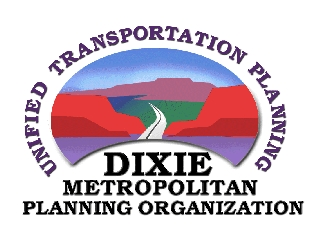 UNIFIED TRANSPORTATION PLANNING
DIXIE
METROPOLITAN
PLANNING ORGANIZATION